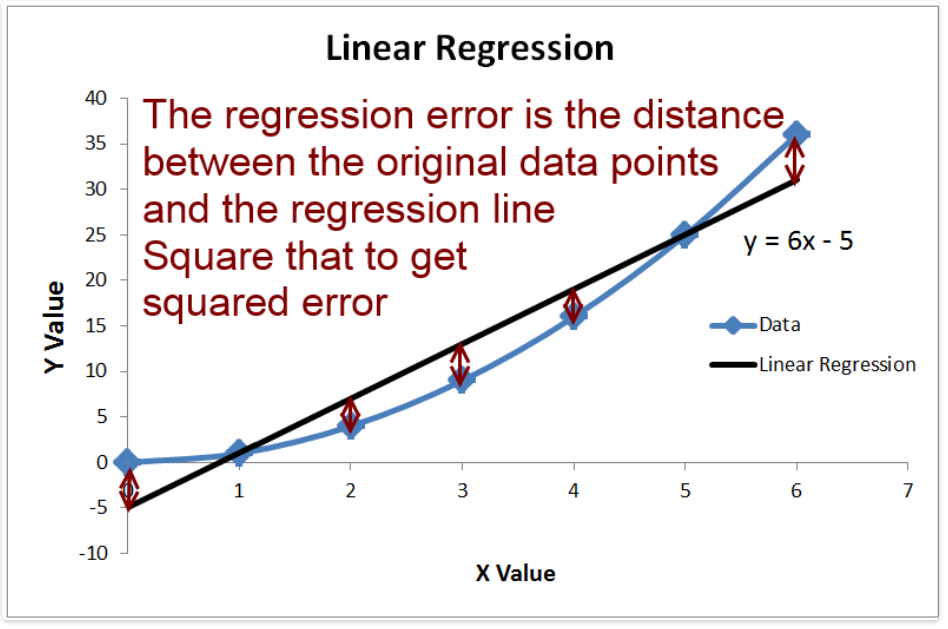 Linear Regression
The regression error is the distance
between the original data points
and the regression line
Square that to get
squared error
40
35
30
25
20
15
10
5
0
-5
-10
Y Value
0 1 2 3 4 5 6 7
X Value
y = 6x - 5
Data
Linear Regression